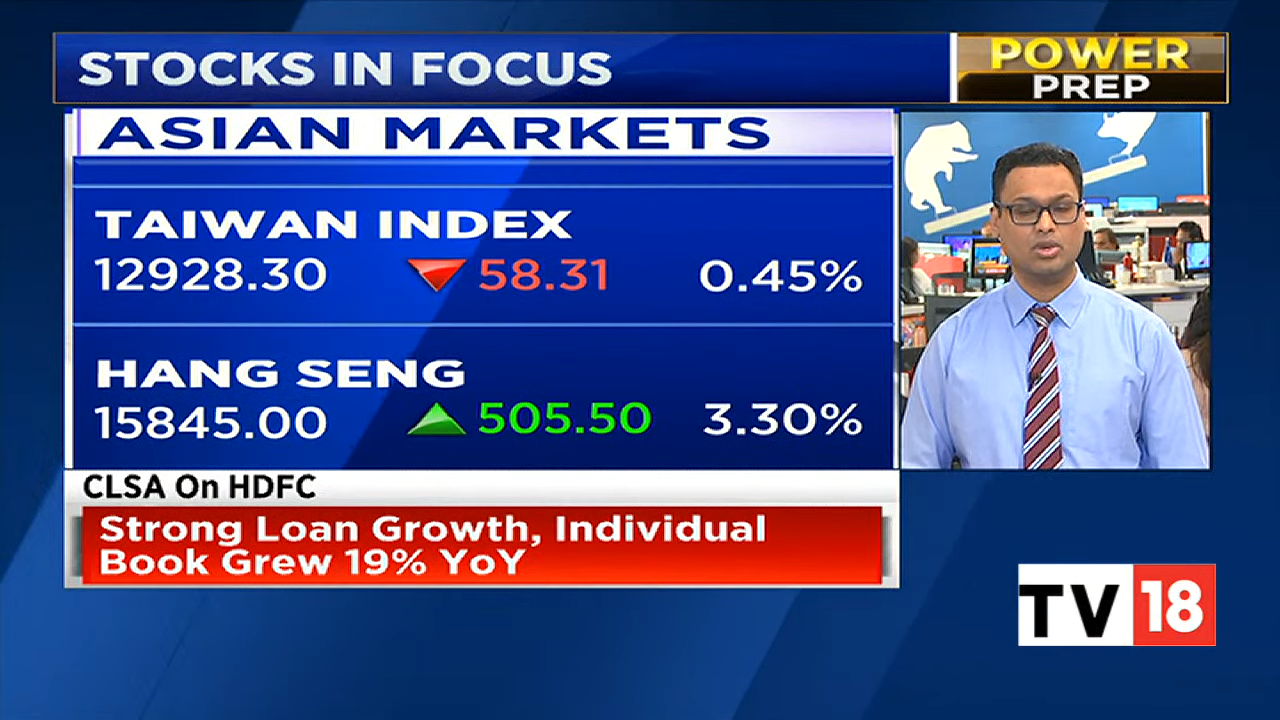 STOCKS IN FOCUS
POWER
PREP
ASIAN MARKETS
TAIWAN INDEX
12928.30 58.31 0.45%
HANG SENG
15845.00 505.50 3.30%
CLSA On HDFC
Strong Loan Growth, Individual
Book Grew 19% YoY
TV18